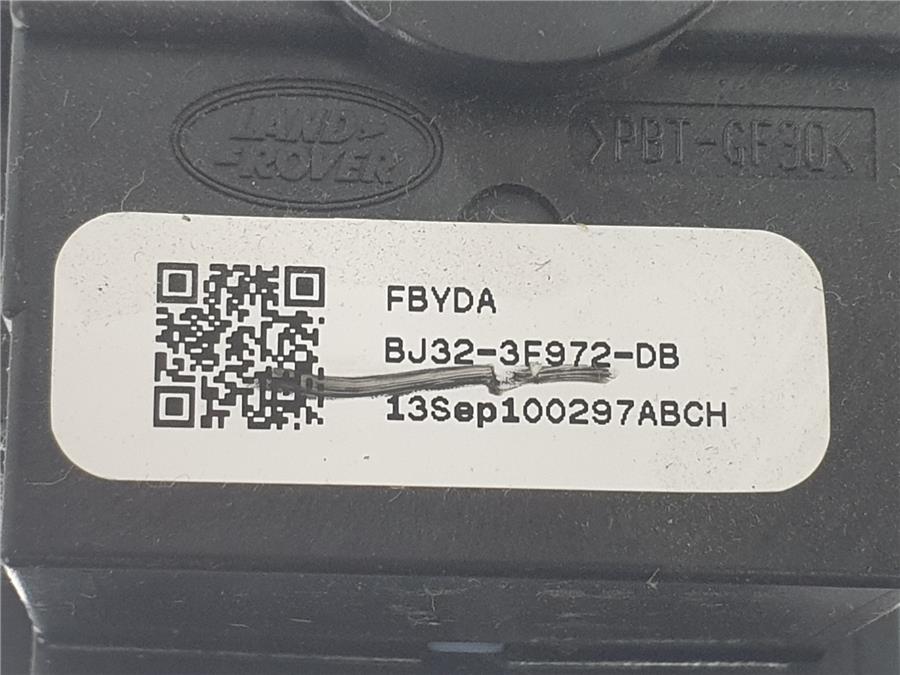 LAND
ROVER
>PBT-GF30<
FBYDA
BJ32-3F972-DB
13Sep100297ABCH